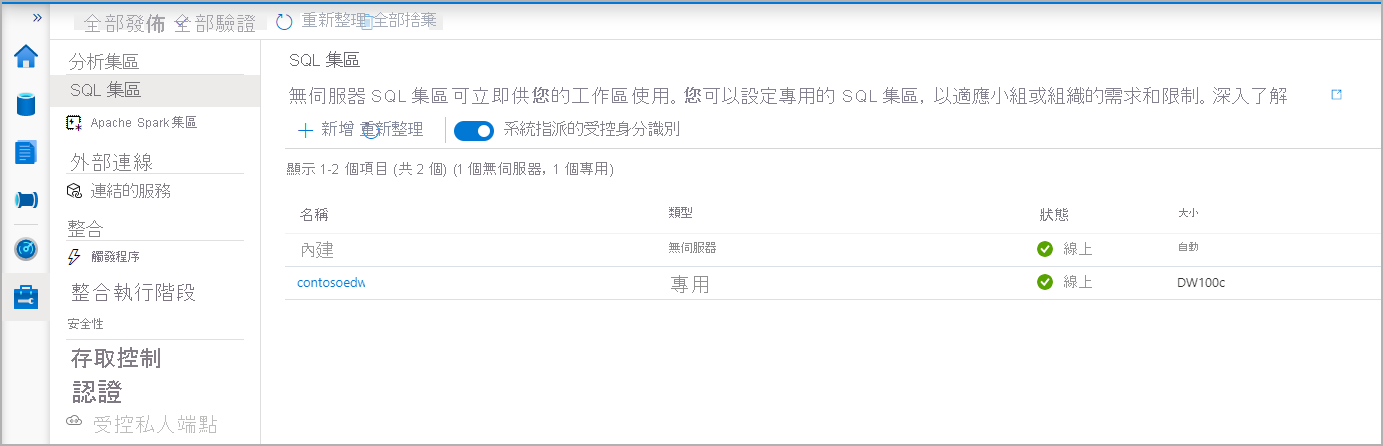 全部發佈 全部驗證 重新整理 全部捨棄
分析集區
SQL 集區
Apache Spark 集區
外部連線
連結的服務
整合
觸發程序
整合執行階段
安全性
存取控制
認證
受控私人端點
SQL 集區
無伺服器 SQL 集區可立即供您的工作區使用。您可以設定專用的 SQL 集區, 以適應小組或組織的需求和限制。深入了解
新增 重新整理 系統指派的受控身分識別
顯示 1-2 個項目 (共 2 個) (1 個無伺服器, 1 個專用)
名稱 類型 狀態 大小
內建 無伺服器 線上 自動
contosoedw 專用 線上 DW100c